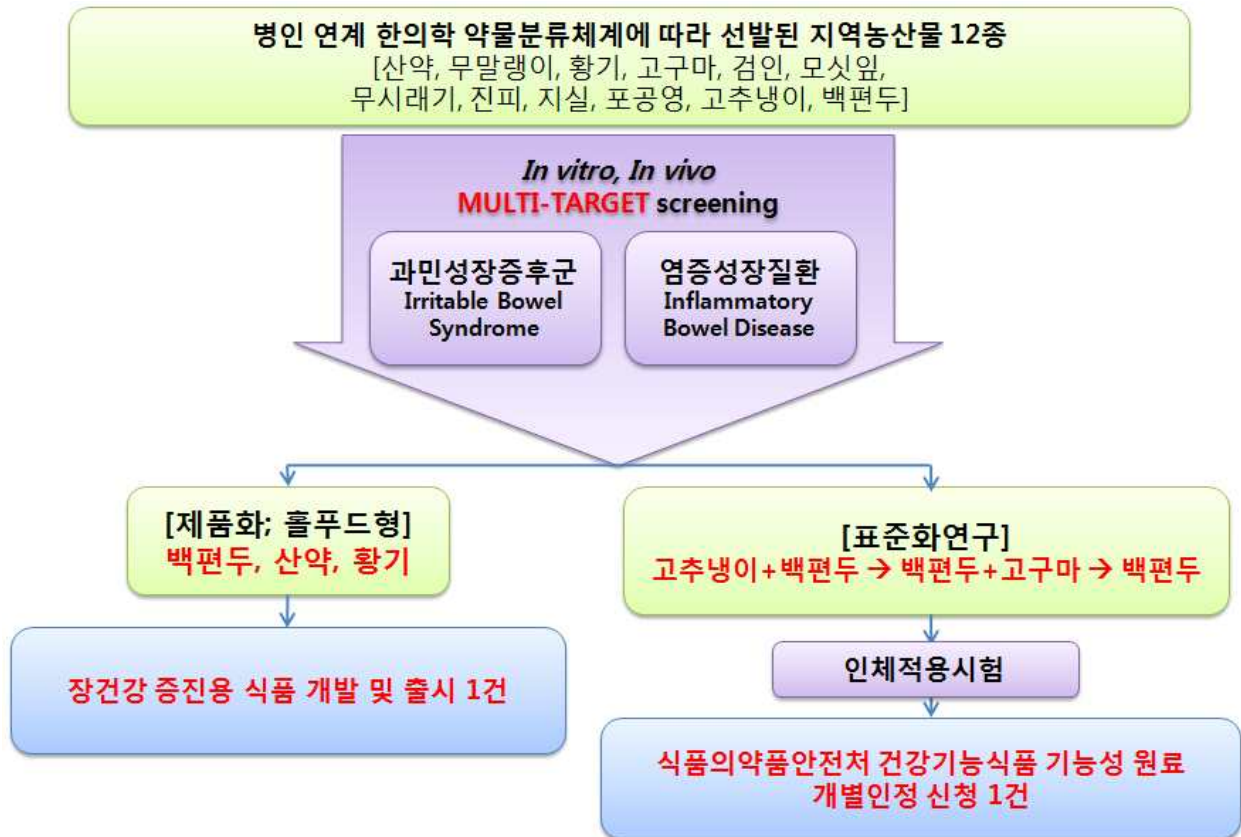 병인 연계 한의학 약물분류체계에 따라 선발된 지역농산물 12종
[산약, 무말랭이, 황기, 고구마, 검인, 모싯잎,
무시래기, 진피, 지실, 포공영, 고추냉이, 백편두]
In vitro, In vivo
MULTI-TARGET screening
과민성장증후군
Irritable Bowel
Syndrome
염증성장질환
Inflammatory
Bowel Disease
[제품화; 홀푸드형]
백편두, 산약, 황기
[표준화연구]
고추냉이+백편두 → 백편두+고구마 → 백편두
장건강 증진용 식품 개발 및 출시 1건
인체적용시험
식품의약품안전처 건강기능식품 기능성 원료
개별인정 신청 1건